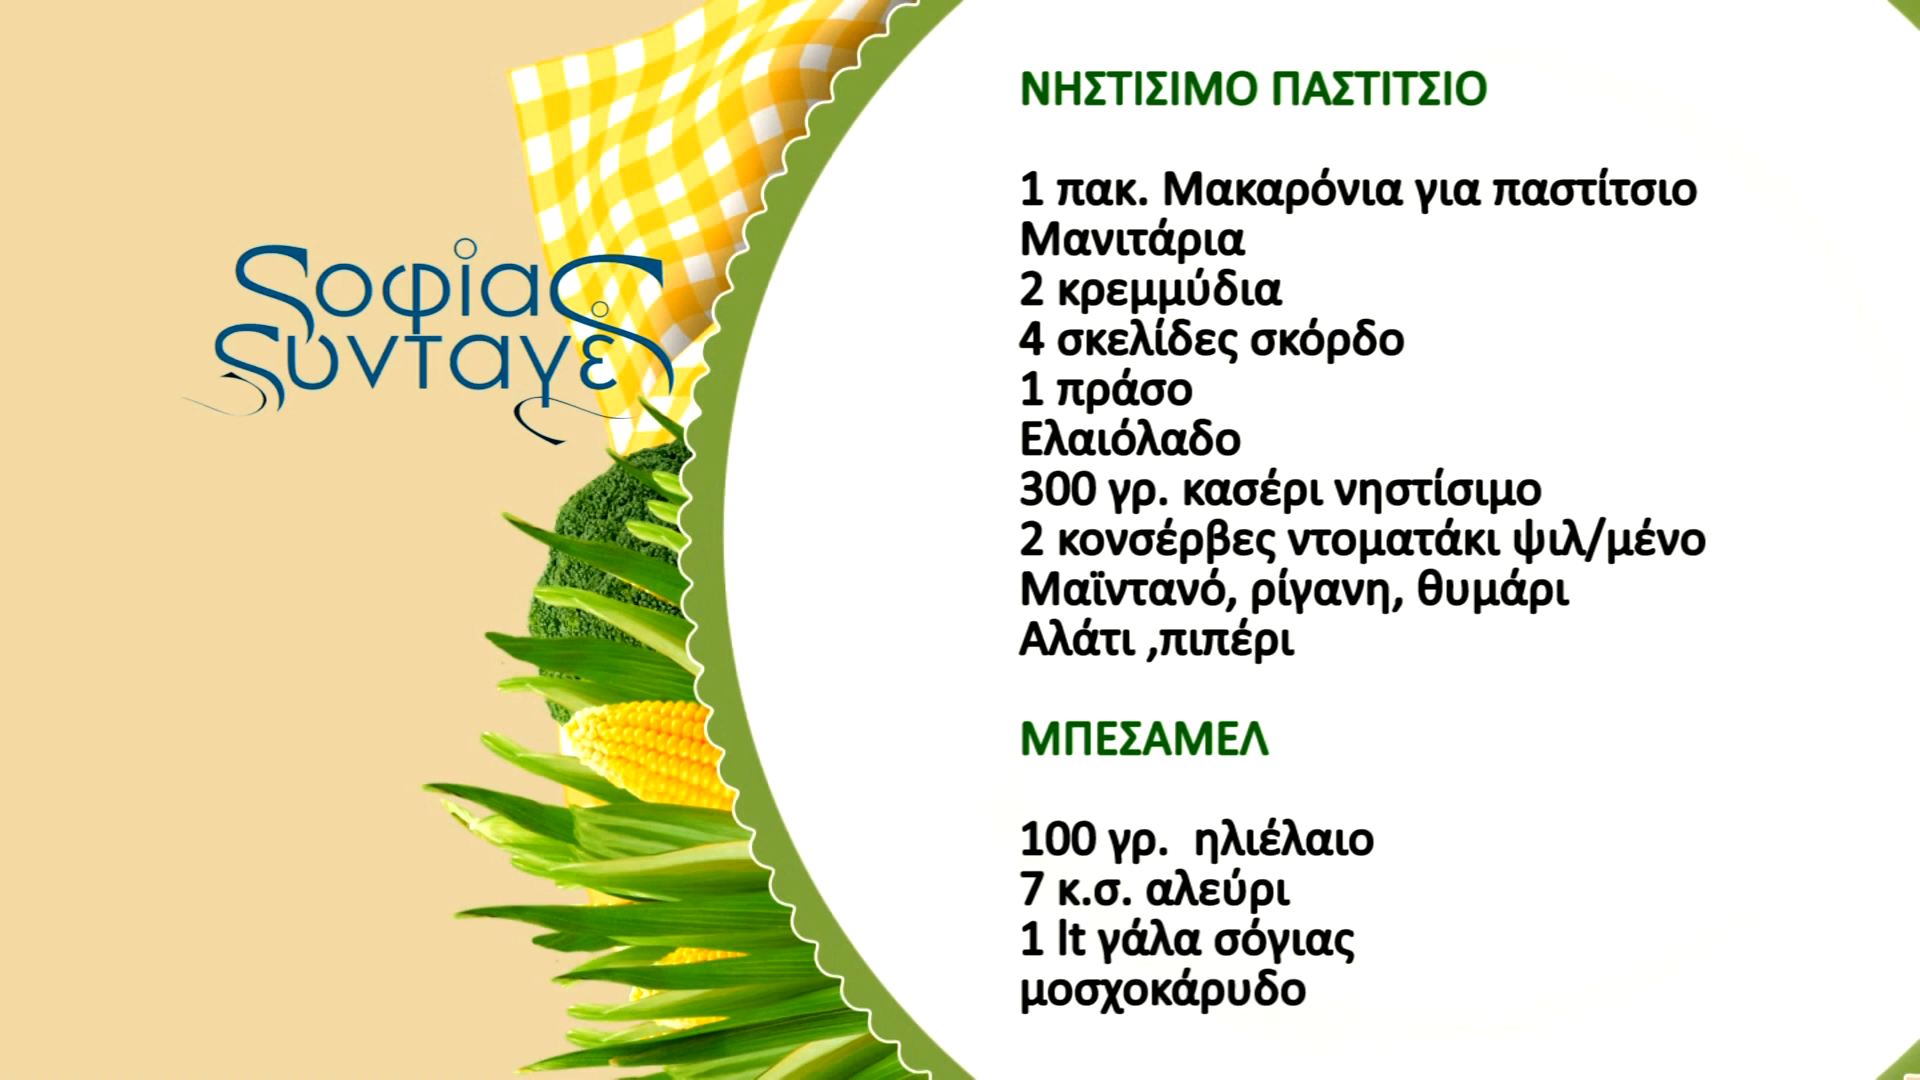 Σοφίας
Συνταγές
ΝΗΣΤΙΣΙΜΟ ΠΑΣΤΙΤΣΙΟ
1 πακ. Μακαρόνια για παστίτσιο
Μανιτάρια
2 κρεμμύδια
4 σκελίδες σκόρδο
1 πράσο
Ελαιόλαδο
300 γρ. κασέρι νηστίσιμο
2 κονσέρβες ντοματάκι ψιλ/μένο
Μαϊντανό, ρίγανη, θυμάρι
Αλάτι ,πιπέρι
ΜΠΕΣΑΜΕΛ
100 γρ.  ηλιέλαιο
7 κ.σ. αλεύρι
1 lt γάλα σόγιας
μοσχοκάρυδο